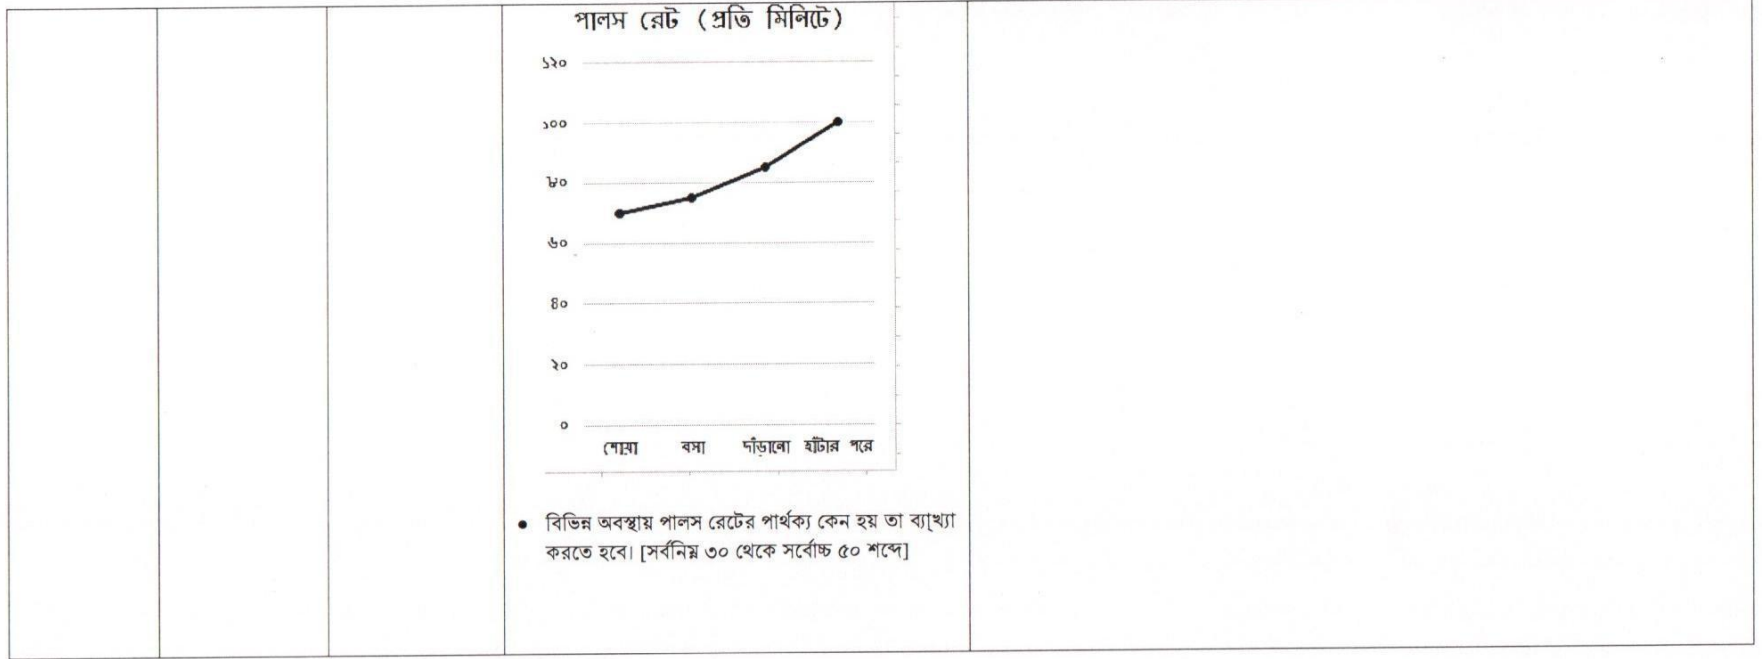 পালস রেট (প্রতি মিনিটে)
১২০
১০০
৮০
৬০
৪০
২০
০
শোয়া বসা দাঁড়ানো হাঁটার পরে
• বিভিন্ন অবস্থায় পালস রেটের পার্থক্য কেন হয় তা ব্যাখ্যা
করতে হবে। [সর্বনিম্ন ৩০ থেকে সর্বোচ্চ ৫০ শব্দে]